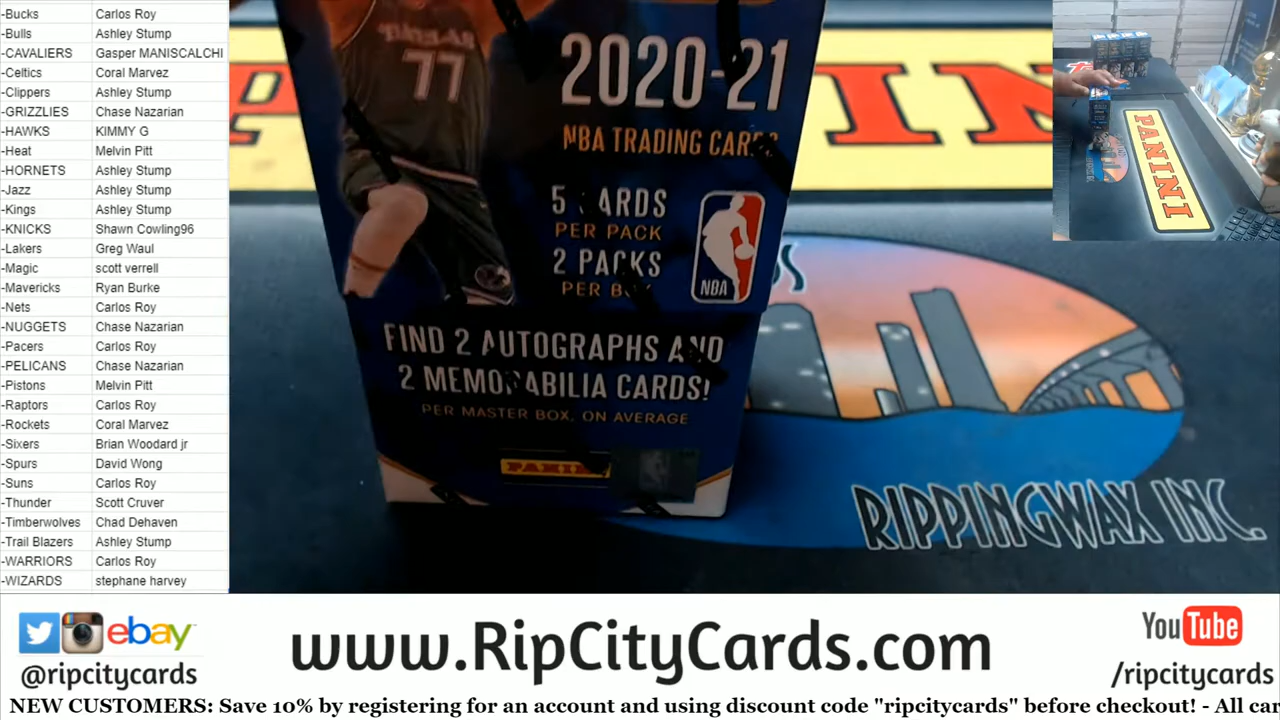 -Bucks Carlos Roy
-Bulls Ashley Stump
-CAVALIERS Gasper MANISCALCHI
-Celtics Coral Marvez
-Clippers Ashley Stump
-GRIZZLIES Chase Nazarian
-HAWKS KIMMY G
-Heat Melvin Pitt
-HORNETS Ashley Stump
-Jazz Ashley Stump
-Kings Ashley Stump
-KNICKS Shawn Cowling96
-Lakers Greg Waul
-Magic scott verrell
-Mavericks Ryan Burke
-Nets Carlos Roy
-NUGGETS Chase Nazarian
-Pacers Carlos Roy
-PELICANS Chase Nazarian
-Pistons Melvin Pitt
-Raptors Carlos Roy
-Rockets Coral Marvez
-Sixers Brian Woodard jr
-Spurs David Wong
-Suns Carlos Roy
-Thunder Scott Cruver
-Timberwolves Chad Dehaven
-Trail Blazers Ashley Stump
-WARRIORS Carlos Roy
-WIZARDS stephane harvey
77
2020-21
NBA TRADING CARDS
5 CARDS
PER PACK
2 PACKS
PER BOX
NBA
FIND 2 AUTOGRAPHS AND
2 MEMORABILIA CARDS!
PER MASTER BOX, ON AVERAGE
PANINI
PANINI
RIPPINGWAX INC.
ebay
@ripcitycards
www.RipCityCards.com
YouTube
/ripcitycards
NEW CUSTOMERS: Save 10% by registering for an account and using discount code "ripcitycards" before checkout! - All